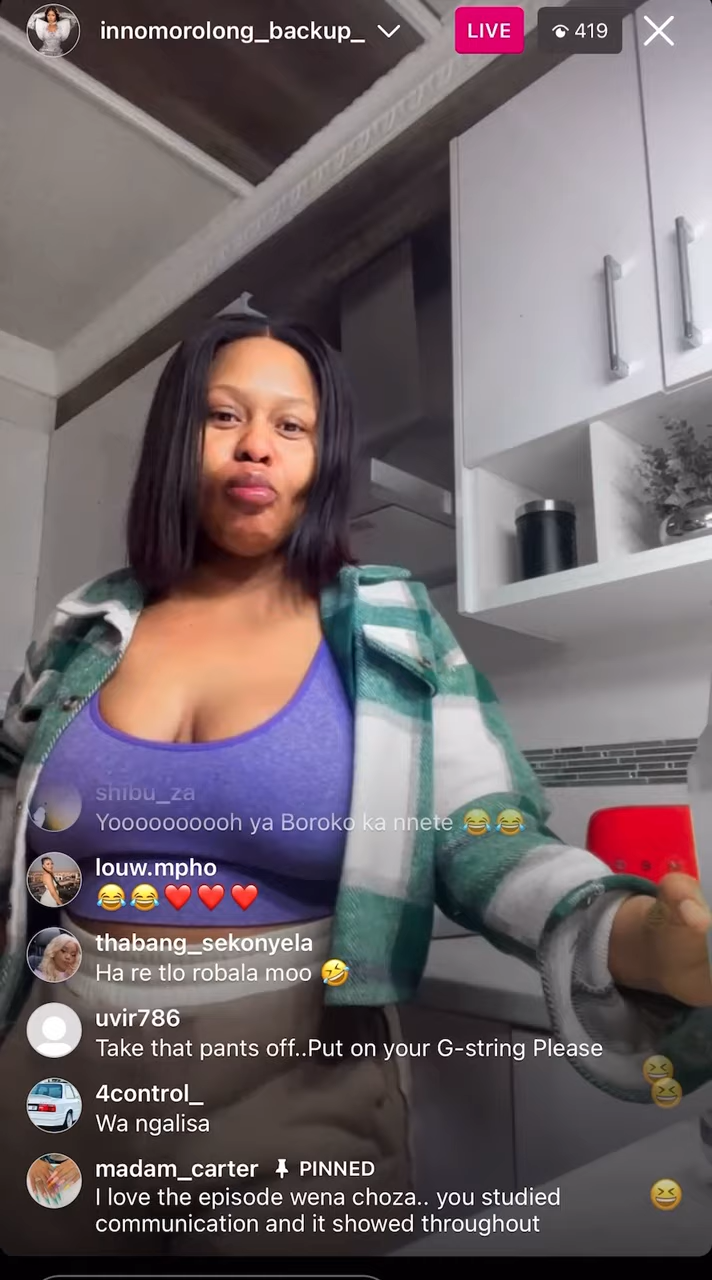 innomorolong_backup_
LIVE
419
shibu_za
Yoooooooooh ya Boroko ka nnete 😂😂
louw.mpho
😂😂❤️❤️❤️
thabang_sekonyela
Ha re tlo robala moo 🤣
uvir786
Take that pants off..Put on your G-string Please
4control_
Wa ngalisa
madam_carter PINNED
I love the episode wena choza.. you studied
communication and it showed throughout